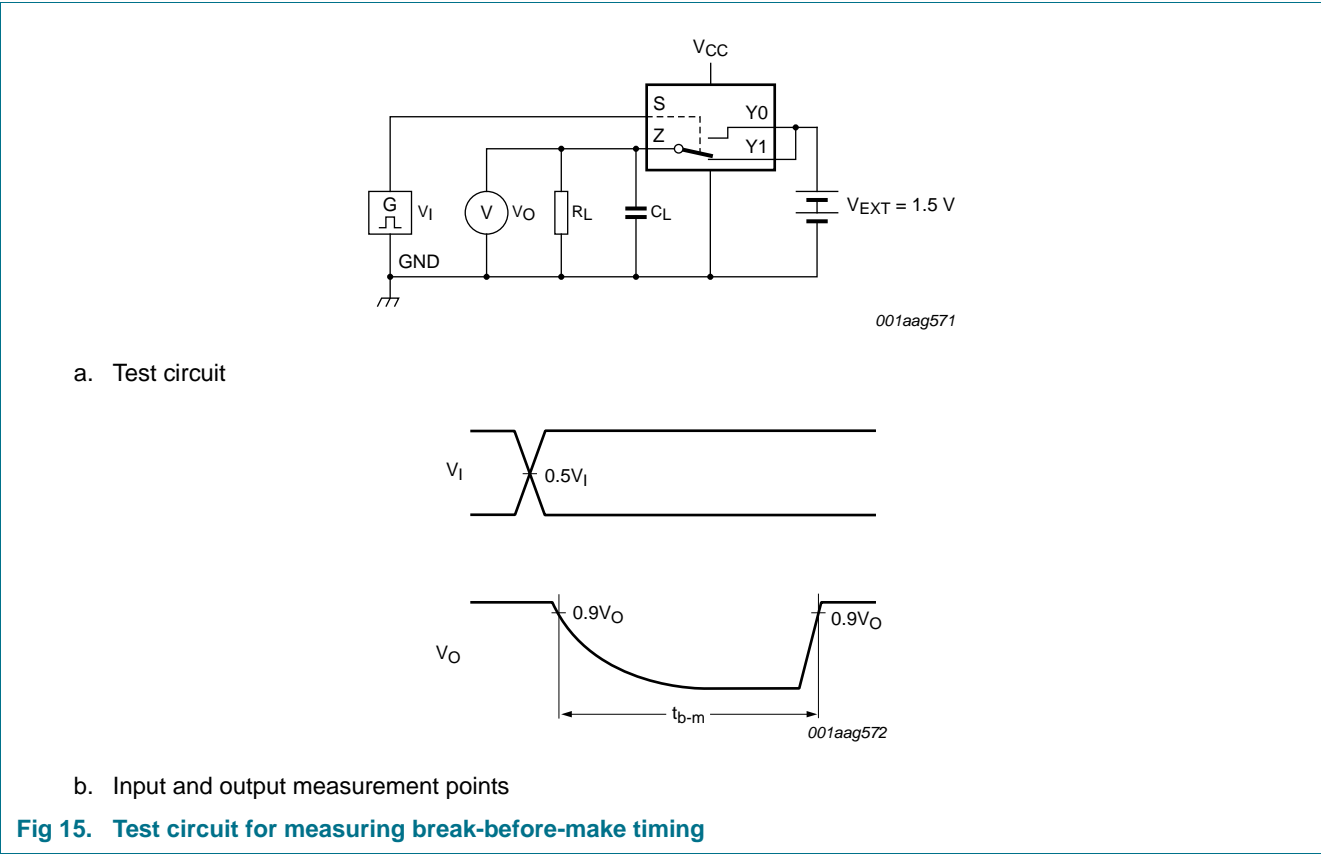 VCC
S
Y0
Z
Y1
G
VI
V
VO
RL
CL
VEXT = 1.5 V
GND
001aag571
a. Test circuit
VI
0.5VI
0.9VO
0.9VO
VO
tb-m
001aag572
b. Input and output measurement points
Fig 15. Test circuit for measuring break-before-make timing